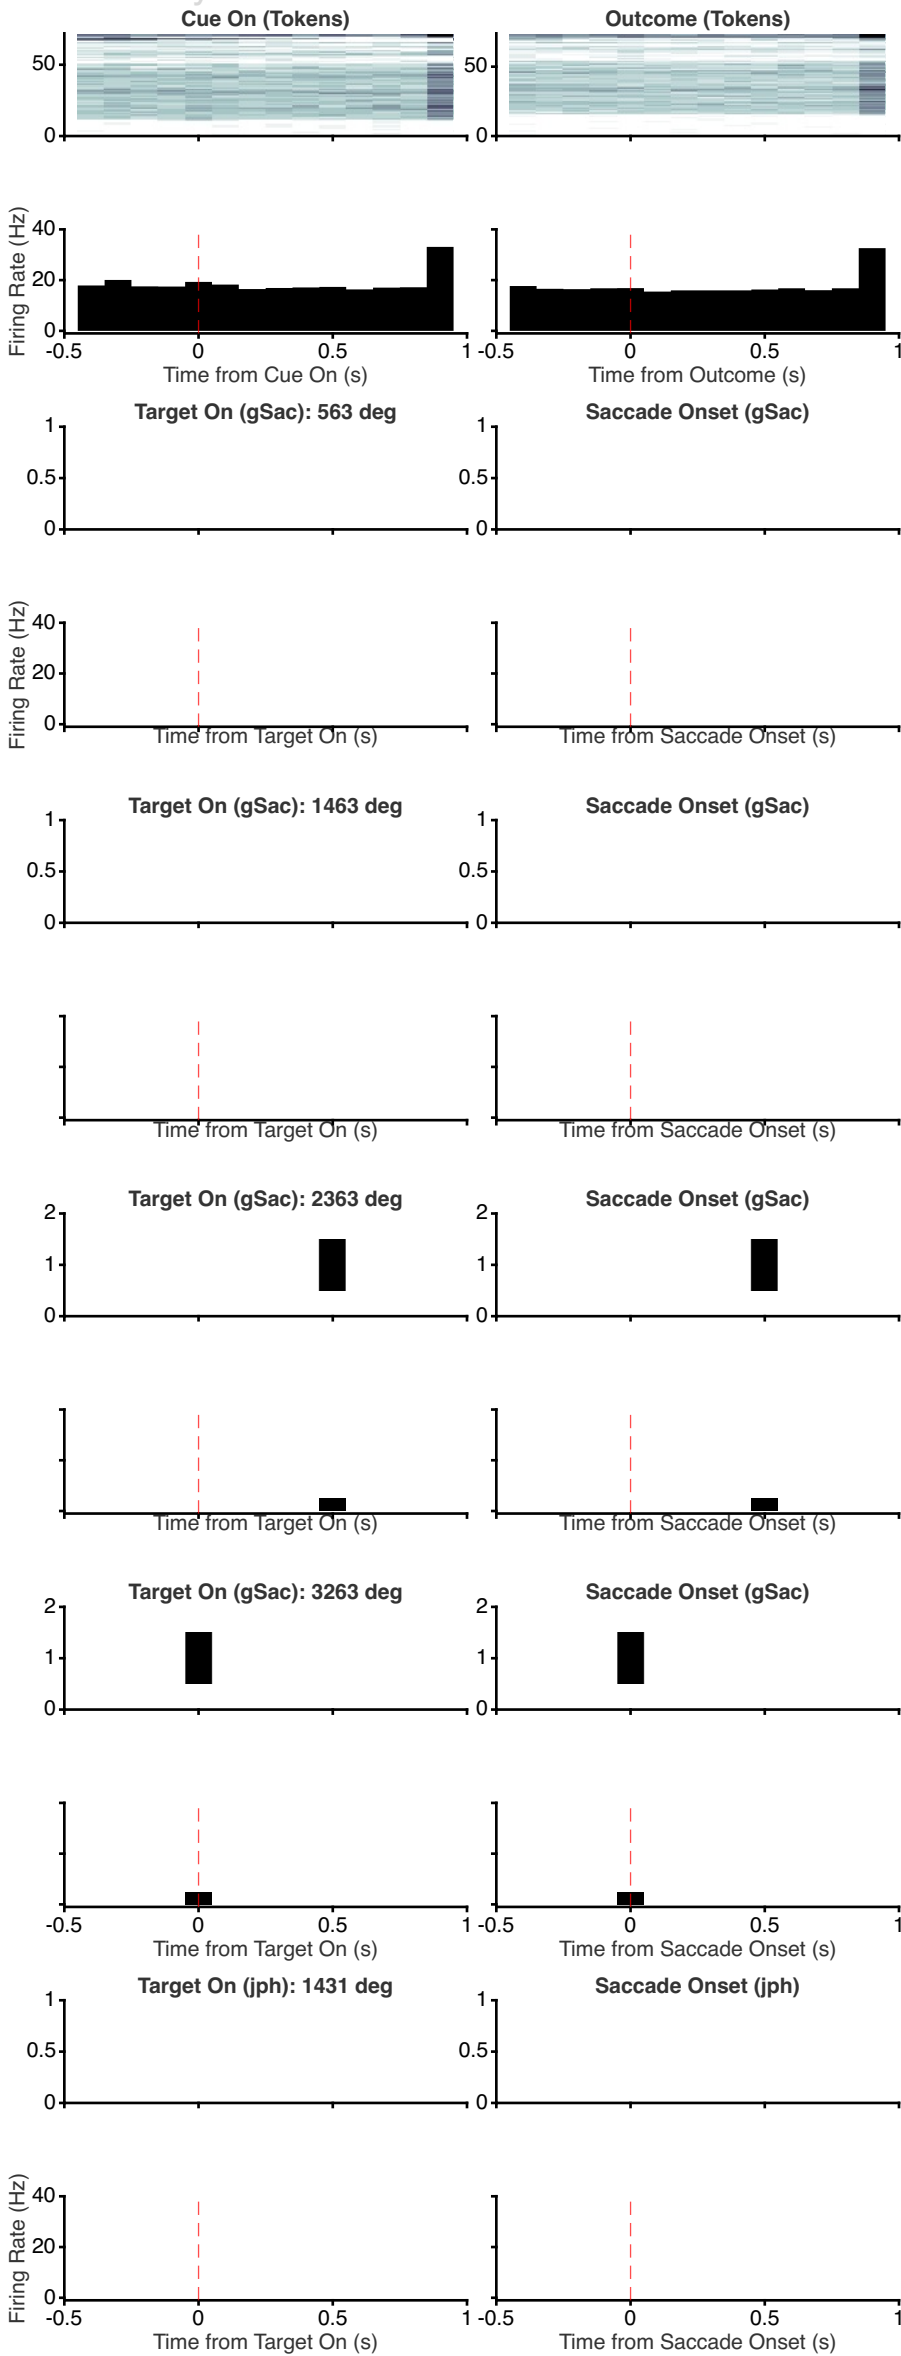 Cue On (Tokens) Outcome (Tokens)
50 50
0 0
Firing Rate (Hz)
40
20
0
-0.5 0 0.5 1 -0.5 0 0.5 1
Time from Cue On (s) Time from Outcome (s)
Target On (gSac): 563 deg Saccade Onset (gSac)
1 1
0.5 0.5
0 0
Firing Rate (Hz)
40
20
0
Time from Target On (s) Time from Saccade Onset (s)
Target On (gSac): 1463 deg Saccade Onset (gSac)
1 1
0.5 0.5
0 0
Time from Target On (s) Time from Saccade Onset (s)
Target On (gSac): 2363 deg Saccade Onset (gSac)
2 2
1 1
0 0
Time from Target On (s) Time from Saccade Onset (s)
Target On (gSac): 3263 deg Saccade Onset (gSac)
2 2
1 1
0 0
-0.5 0 0.5 1 -0.5 0 0.5 1
Time from Target On (s) Time from Saccade Onset (s)
Target On (jph): 1431 deg Saccade Onset (jph)
1 1
0.5 0.5
0 0
Firing Rate (Hz)
40
20
0
-0.5 0 0.5 1 -0.5 0 0.5 1
Time from Target On (s) Time from Saccade Onset (s)